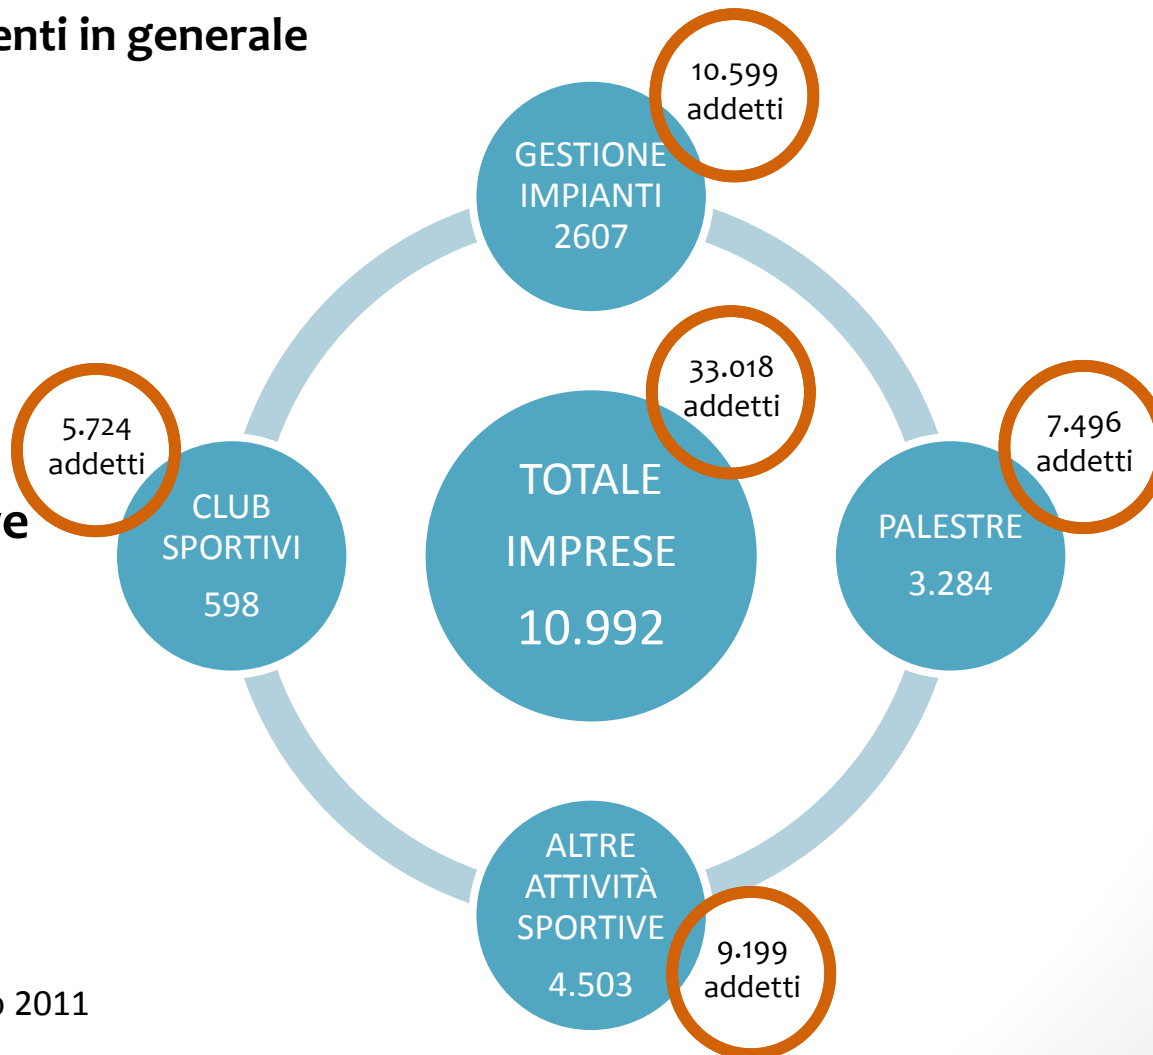 enti in generale
10.599
addetti
GESTIONE
IMPIANTI
2607
33.018
addetti
TOTALE
IMPRESE
10.992
5.724
addetti
CLUB
SPORTIVI
598
7.496
addetti
PALESTRE
3.284
ALTRE
ATTIVITÀ
SPORTIVE
4.503
9.199
addetti
2011